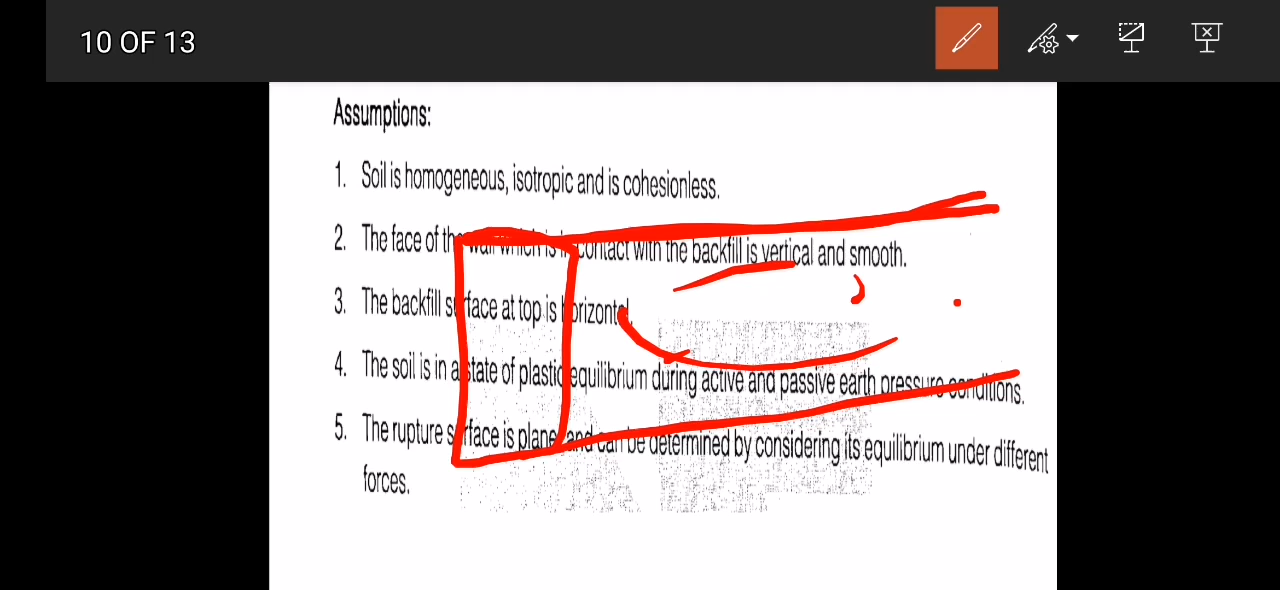 10 OF 13
Assumptions:
1. Soil is homogeneous, isotropic and is cohesionless.
2. The face of the wall which is in contact with the backfill is vertical and smooth.
3. The backfill surface at top is horizontal.
4. The soil is in a state of plastic equilibrium during active and passive earth pressure conditions.
5. The rupture surface is plane and can be determined by considering its equilibrium under different
forces.